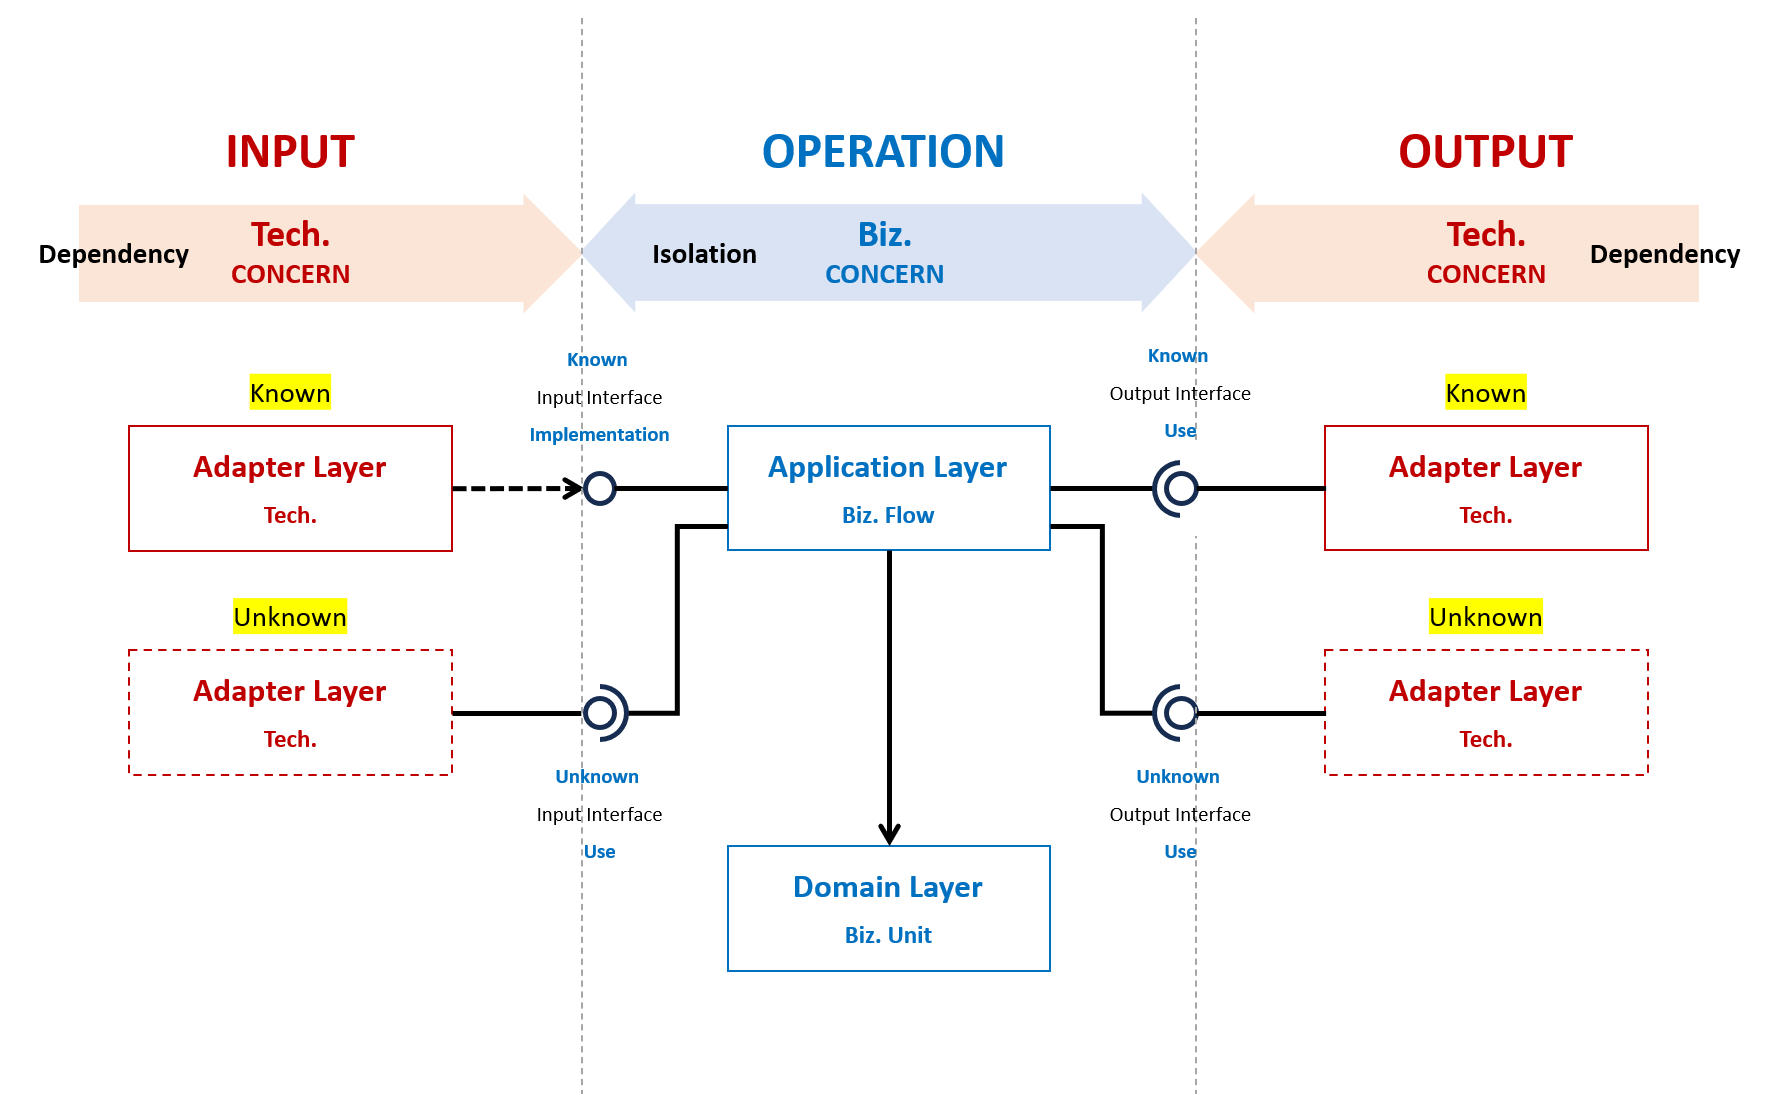 INPUT
OPERATION
OUTPUT
Dependency
Tech.
CONCERN
Isolation
Biz.
CONCERN
Tech.
CONCERN
Dependency
Known
Input Interface
Implementation
Known
Output Interface
Use
Known
Adapter Layer
Tech.
Application Layer
Biz. Flow
Known
Adapter Layer
Tech.
Unknown
Adapter Layer
Tech.
Unknown
Adapter Layer
Tech.
Unknown
Input Interface
Use
Unknown
Output Interface
Use
Domain Layer
Biz. Unit